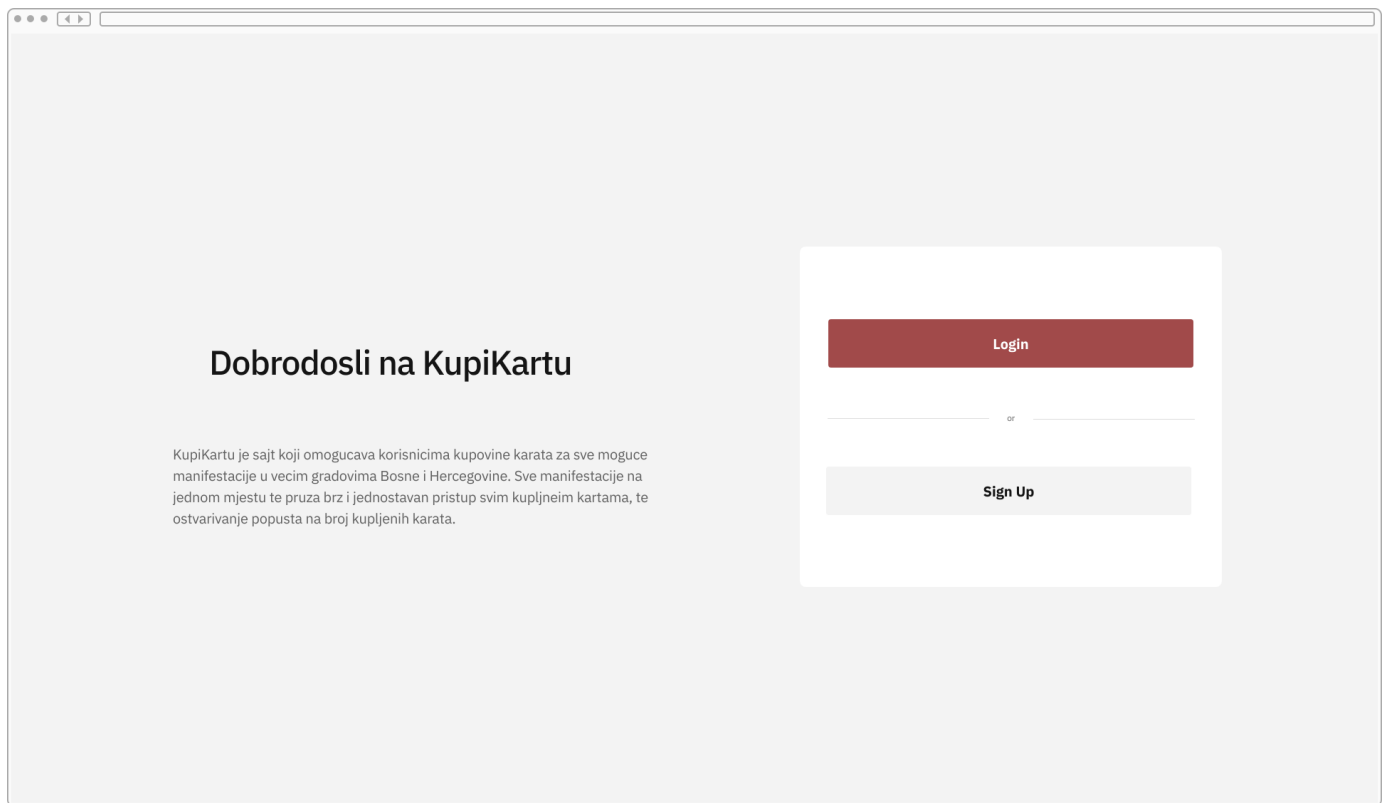 Dobrodosli na KupiKartu
KupiKartu je sajt koji omogucava korisnicima kupovine karata za sve moguce
manifestacije u vecim gradovima Bosne i Hercegovine. Sve manifestacije na
jednom mjestu te pruza brz i jednostavan pristup svim kupljneim kartama, te
ostvarivanje popusta na broj kupljenih karata.
Login
or
Sign Up